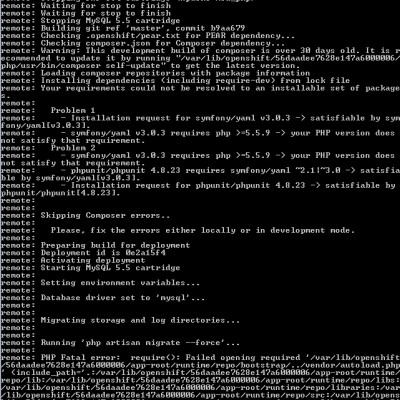 remote: Waiting for stop to finish
remote: Waiting for stop to finish
remote: Stopping MySQL 5.5 cartridge
remote: Building git ref 'master', commit b9aa679
remote: Checking .openshift/pear.txt for PEAR dependency...
remote: Checking composer.json for Composer dependency...
remote: Warning: This development build of composer is over 30 days old. It is re
commended to update it by running "/var/lib/openshift/56daadee7628e147a6000006/
php/usr/bin/composer self-update" to get the latest version.
remote: Loading composer repositories with package information
remote: Installing dependencies (including require-dev) from lock file
remote: Your requirements could not be resolved to an installable set of package
s.
remote:
remote:   Problem 1
remote:     - Installation request for symfony/yaml v3.0.3 -> satisfiable by sym
fony/yaml[v3.0.3].
remote:     - symfony/yaml v3.0.3 requires php >=5.5.9 -> your PHP version does
not satisfy that requirement.
remote:   Problem 2
remote:     - symfony/yaml v3.0.3 requires php >=5.5.9 -> your PHP version does
not satisfy that requirement.
remote:     - phpunit/phpunit 4.8.23 requires symfony/yaml ~2.1|~3.0 -> satisfia
ble by symfony/yaml[v3.0.3].
remote:     - Installation request for phpunit/phpunit 4.8.23 -> satisfiable by
phpunit/phpunit[4.8.23].
remote:
remote:
remote: Skipping Composer errors..
remote:
remote:   Please, fix the errors either locally or in development mode.
remote:
remote: Preparing build for deployment
remote: Deployment id is 0e2a15f4
remote: Activating deployment
remote: Starting MySQL 5.5 cartridge
remote:
remote: Setting environment variables...
remote:
remote: Database driver set to 'mysql'...
remote:
remote:
remote: Migrating storage and log directories...
remote:
remote:
remote: Running 'php artisan migrate --force'...
remote:
remote: PHP Fatal error:  require(): Failed opening required '/var/lib/openshift
/56daadee7628e147a6000006/app-root/runtime/repo/bootstrap/../vendor/autoload.php
' (include_path='.:/var/lib/openshift/56daadee7628e147a6000006/app-root/runtime/
repo/lib:/var/lib/openshift/56daadee7628e147a6000006/app-root/runtime/repo/libs:
/var/lib/openshift/56daadee7628e147a6000006/app-root/runtime/repo/libraries:/var
/lib/openshift/56daadee7628e147a6000006/app-root/runtime/repo/src:/var/lib/opens